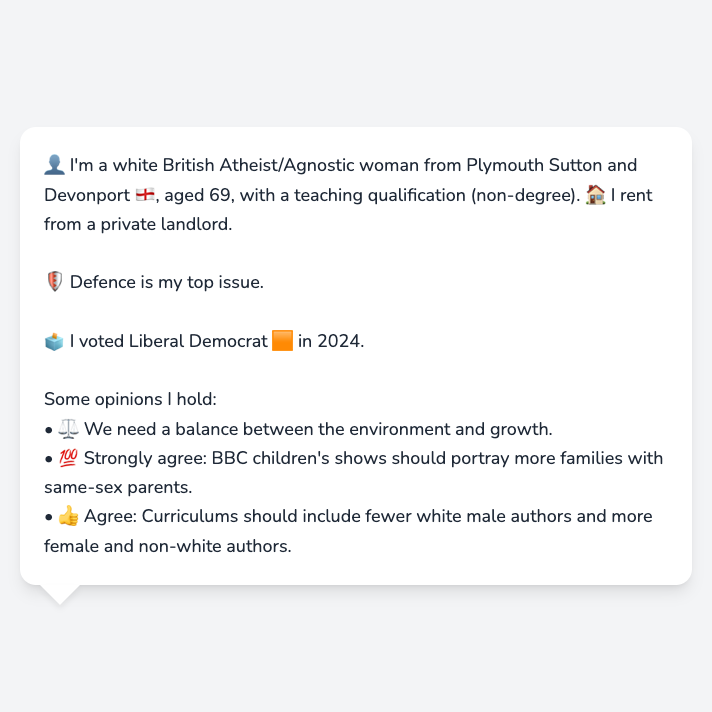 👤 I'm a white British Atheist/Agnostic woman from Plymouth Sutton and
Devonport 🏴󠁧󠁢󠁥󠁮󠁧󠁿, aged 69, with a teaching qualification (non-degree). 🏠 I rent
from a private landlord.
🛡️ Defence is my top issue.
🗳️ I voted Liberal Democrat 🟧 in 2024.
Some opinions I hold:
• ⚖️ We need a balance between the environment and growth.
• 💯 Strongly agree: BBC children's shows should portray more families with
same-sex parents.
• 👍 Agree: Curriculums should include fewer white male authors and more
female and non-white authors.